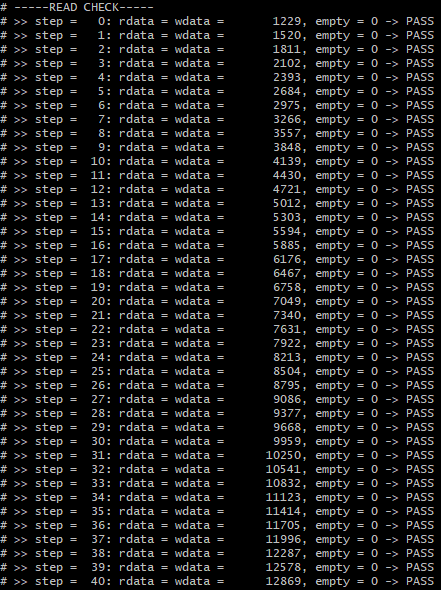 # -----READ CHECK-----
# >> step =   0: rdata = wdata =       1229, empty = 0 -> PASS
# >> step =   1: rdata = wdata =       1520, empty = 0 -> PASS
# >> step =   2: rdata = wdata =       1811, empty = 0 -> PASS
# >> step =   3: rdata = wdata =       2102, empty = 0 -> PASS
# >> step =   4: rdata = wdata =       2393, empty = 0 -> PASS
# >> step =   5: rdata = wdata =       2684, empty = 0 -> PASS
# >> step =   6: rdata = wdata =       2975, empty = 0 -> PASS
# >> step =   7: rdata = wdata =       3266, empty = 0 -> PASS
# >> step =   8: rdata = wdata =       3557, empty = 0 -> PASS
# >> step =   9: rdata = wdata =       3848, empty = 0 -> PASS
# >> step =  10: rdata = wdata =       4139, empty = 0 -> PASS
# >> step =  11: rdata = wdata =       4430, empty = 0 -> PASS
# >> step =  12: rdata = wdata =       4721, empty = 0 -> PASS
# >> step =  13: rdata = wdata =       5012, empty = 0 -> PASS
# >> step =  14: rdata = wdata =       5303, empty = 0 -> PASS
# >> step =  15: rdata = wdata =       5594, empty = 0 -> PASS
# >> step =  16: rdata = wdata =       5885, empty = 0 -> PASS
# >> step =  17: rdata = wdata =       6176, empty = 0 -> PASS
# >> step =  18: rdata = wdata =       6467, empty = 0 -> PASS
# >> step =  19: rdata = wdata =       6758, empty = 0 -> PASS
# >> step =  20: rdata = wdata =       7049, empty = 0 -> PASS
# >> step =  21: rdata = wdata =       7340, empty = 0 -> PASS
# >> step =  22: rdata = wdata =       7631, empty = 0 -> PASS
# >> step =  23: rdata = wdata =       7922, empty = 0 -> PASS
# >> step =  24: rdata = wdata =       8213, empty = 0 -> PASS
# >> step =  25: rdata = wdata =       8504, empty = 0 -> PASS
# >> step =  26: rdata = wdata =       8795, empty = 0 -> PASS
# >> step =  27: rdata = wdata =       9086, empty = 0 -> PASS
# >> step =  28: rdata = wdata =       9377, empty = 0 -> PASS
# >> step =  29: rdata = wdata =       9668, empty = 0 -> PASS
# >> step =  30: rdata = wdata =       9959, empty = 0 -> PASS
# >> step =  31: rdata = wdata =      10250, empty = 0 -> PASS
# >> step =  32: rdata = wdata =      10541, empty = 0 -> PASS
# >> step =  33: rdata = wdata =      10832, empty = 0 -> PASS
# >> step =  34: rdata = wdata =      11123, empty = 0 -> PASS
# >> step =  35: rdata = wdata =      11414, empty = 0 -> PASS
# >> step =  36: rdata = wdata =      11705, empty = 0 -> PASS
# >> step =  37: rdata = wdata =      11996, empty = 0 -> PASS
# >> step =  38: rdata = wdata =      12287, empty = 0 -> PASS
# >> step =  39: rdata = wdata =      12578, empty = 0 -> PASS
# >> step =  40: rdata = wdata =      12869, empty = 0 -> PASS